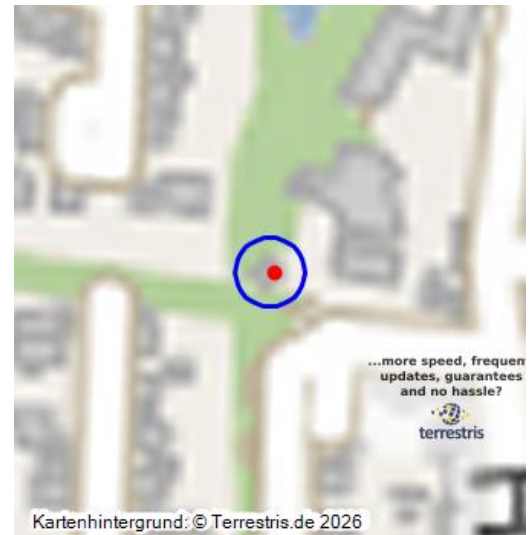 ...more speed, frequen
updates, guarantees
and no hassle?
terrestris
Kartenhintergrund: © Terrestris.de 2026